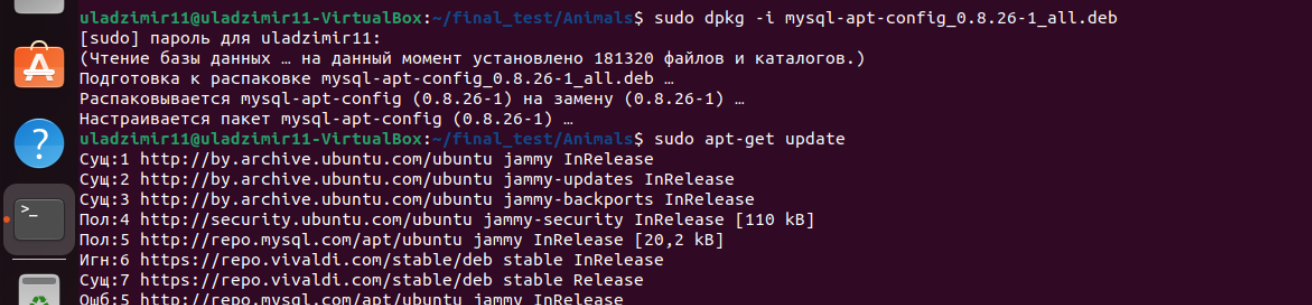 uladzimir11@uladzimir11-VirtualBox:~/final_test/Animals$ sudo dpkg -i mysql-apt-config_0.8.26-1_all.deb
[sudo] пароль для uladzimir11:
(Чтение базы данных … на данный момент установлено 181320 файлов и каталогов.)
Подготовка к распаковке mysql-apt-config_0.8.26-1_all.deb …
Распаковывается mysql-apt-config (0.8.26-1) на замену (0.8.26-1) …
Настраивается пакет mysql-apt-config (0.8.26-1) …
uladzimir11@uladzimir11-VirtualBox:~/final_test/Animals$ sudo apt-get update
Сущ:1 http://by.archive.ubuntu.com/ubuntu jammy InRelease
Сущ:2 http://by.archive.ubuntu.com/ubuntu jammy-updates InRelease
Сущ:3 http://by.archive.ubuntu.com/ubuntu jammy-backports InRelease
Пол:4 http://security.ubuntu.com/ubuntu jammy-security InRelease [110 kB]
Пол:5 http://repo.mysql.com/apt/ubuntu jammy InRelease [20,2 kB]
Игн:6 https://repo.vivaldi.com/stable/deb stable InRelease
Сущ:7 https://repo.vivaldi.com/stable/deb stable Release
Ошб:5 http://repo.mysql.com/apt/ubuntu jammy InRelease